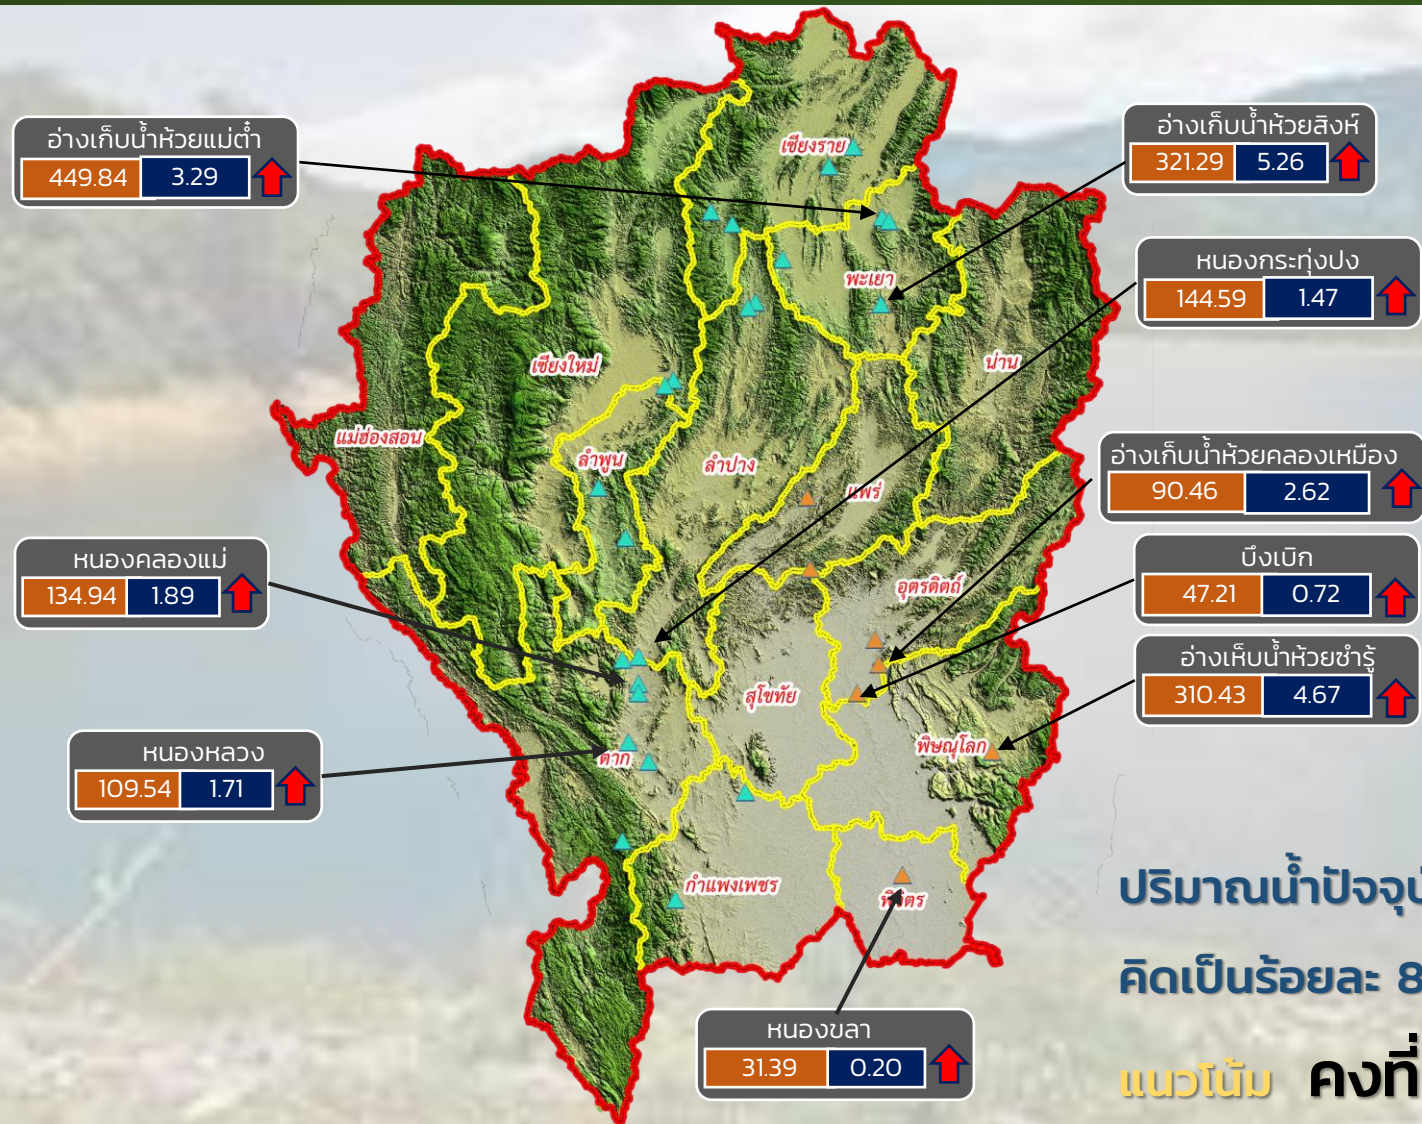 อ่างเก็บน้ำห้วยแม่ต่ำ
449.84 3.29
อ่างเก็บน้ำห้วยสิงห์
321.29 5.26
หนองกระทุ่งปง
144.59 1.47
อ่างเก็บน้ำห้วยคลองเหมือง
90.46 2.62
บึงเบิก
47.21 0.72
อ่างเห็บน้ำห้วยซำรู้
310.43 4.67
หนองคลองแม่
134.94 1.89
หนองหลวง
109.54 1.71
หนองขลา
31.39 0.20
เชียงราย
พะเยา
น่าน
เชียงใหม่
แม่ฮ่องสอน
ลำพูน
ลำปาง
แพร่
อุตรดิตถ์
สุโขทัย
พิษณุโลก
ตาก
กำแพงเพชร
พิจิตร
ปริมาณน้ำปัจจุบั
คิดเป็นร้อยละ 8
แนวโน้ม คงที่